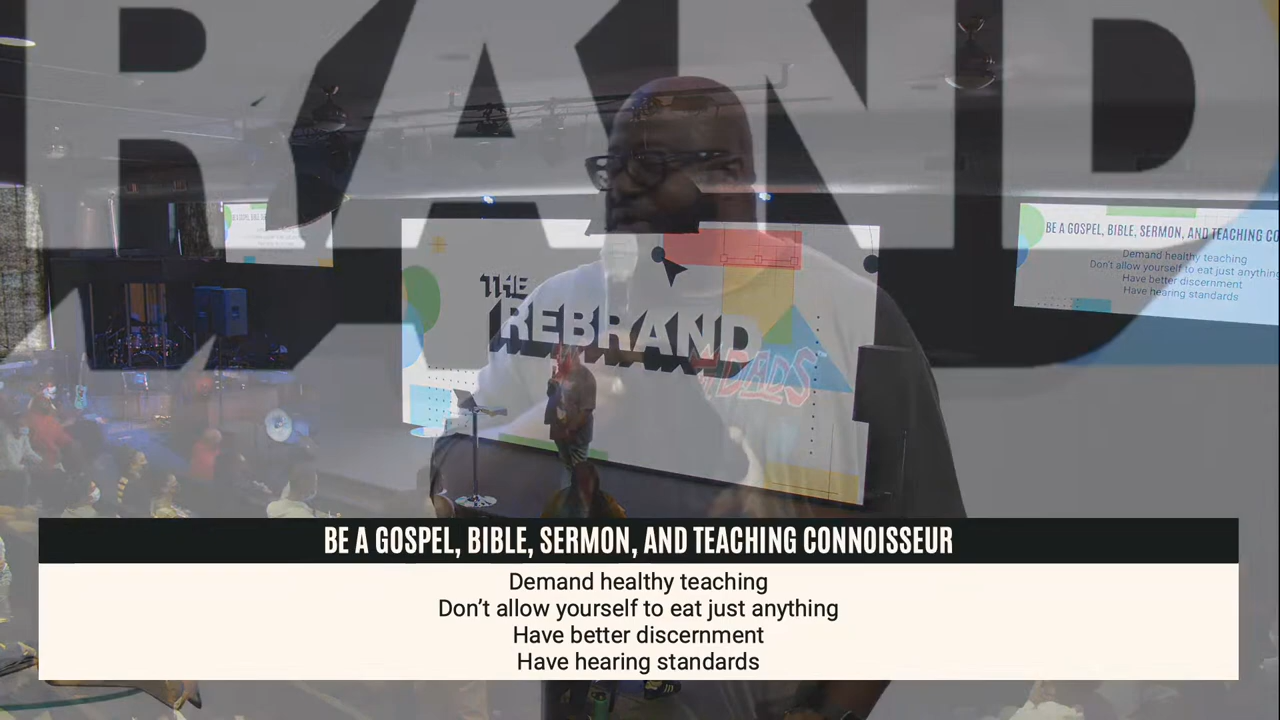 RAND
BE A GOSPEL, BIBLE, SERMON, AND TEACHING CO
Demand healthy teaching
Don't allow yourself to eat just anything
Have better discernment
Have hearing standards
THE
REBRAND
DADS
BE A GOSPEL, BIBLE, SERMON, AND TEACHING CONNOISSEUR
Demand healthy teaching
Don't allow yourself to eat just anything
Have better discernment
Have hearing standards